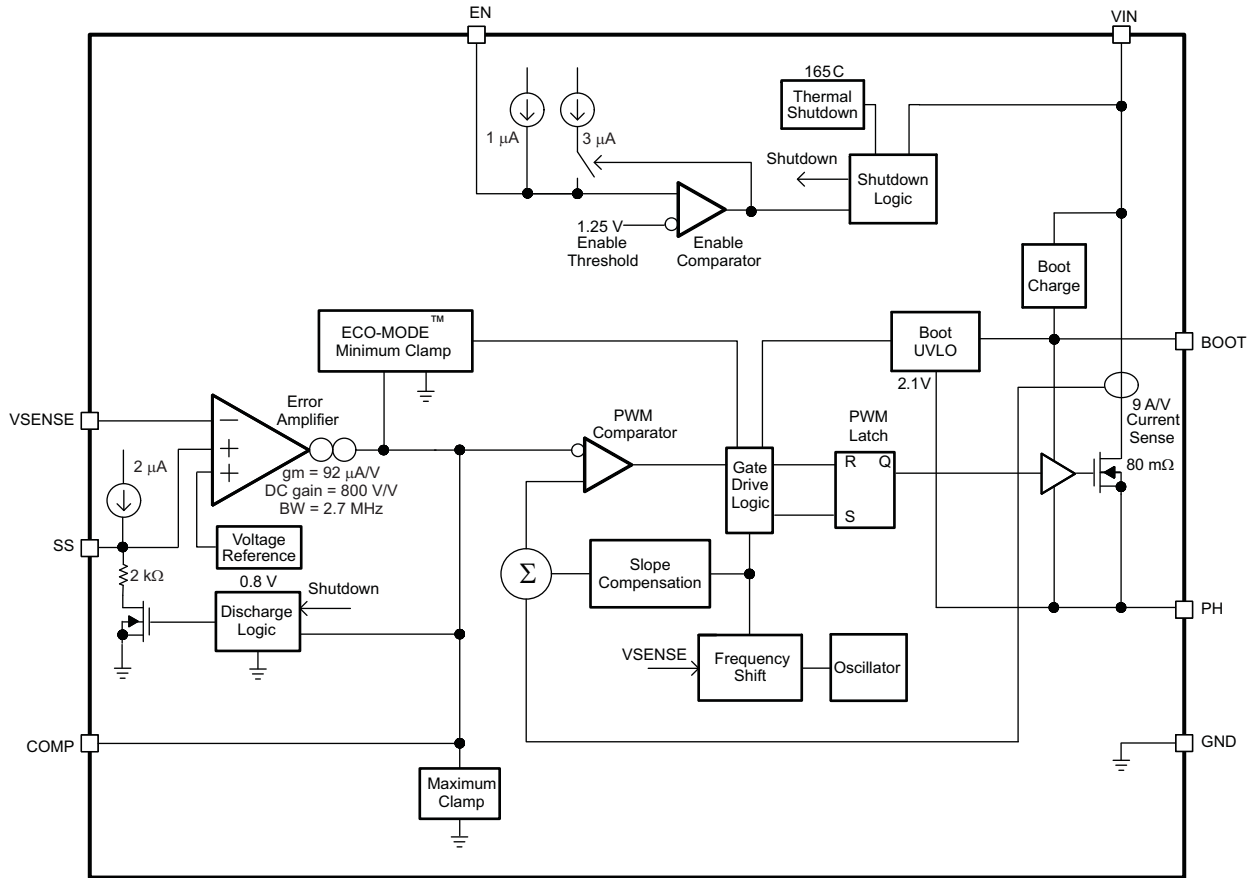 EN
VIN
165C
Thermal
Shutdown
1 μA
3 μA
Shutdown
Shutdown
Logic
1.25 V
Enable
Threshold
Enable
Comparator
Boot
Charge
ECO-MODE™
Minimum Clamp
Boot
UVLO
BOOT
2.1V
VSENSE
Error
Amplifier
PWM
Comparator
PWM
Latch
9 A/V
Current
Sense
2 μA
gm = 92 μA/V
DC gain = 800 V/V
BW = 2.7 MHz
Gate
Drive
Logic
R
Q
S
80 mΩ
SS
Voltage
Reference
Σ
Slope
Compensation
2 kΩ
0.8 V
Shutdown
Discharge
Logic
PH
VSENSE
Frequency
Shift
Oscillator
COMP
GND
Maximum
Clamp